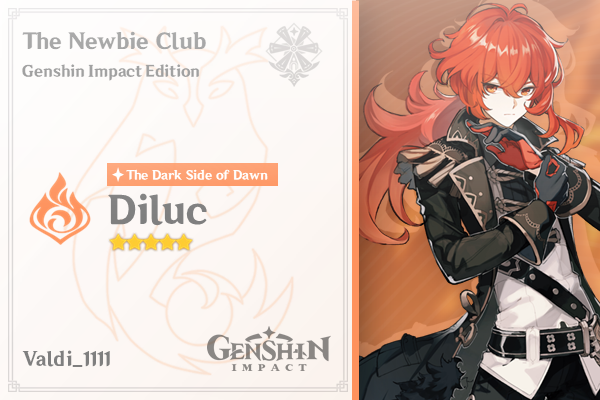 The Newbie Club
Genshin Impact Edition
The Dark Side of Dawn
Diluc
Valdi_1111
GENSHIN
IMPACT